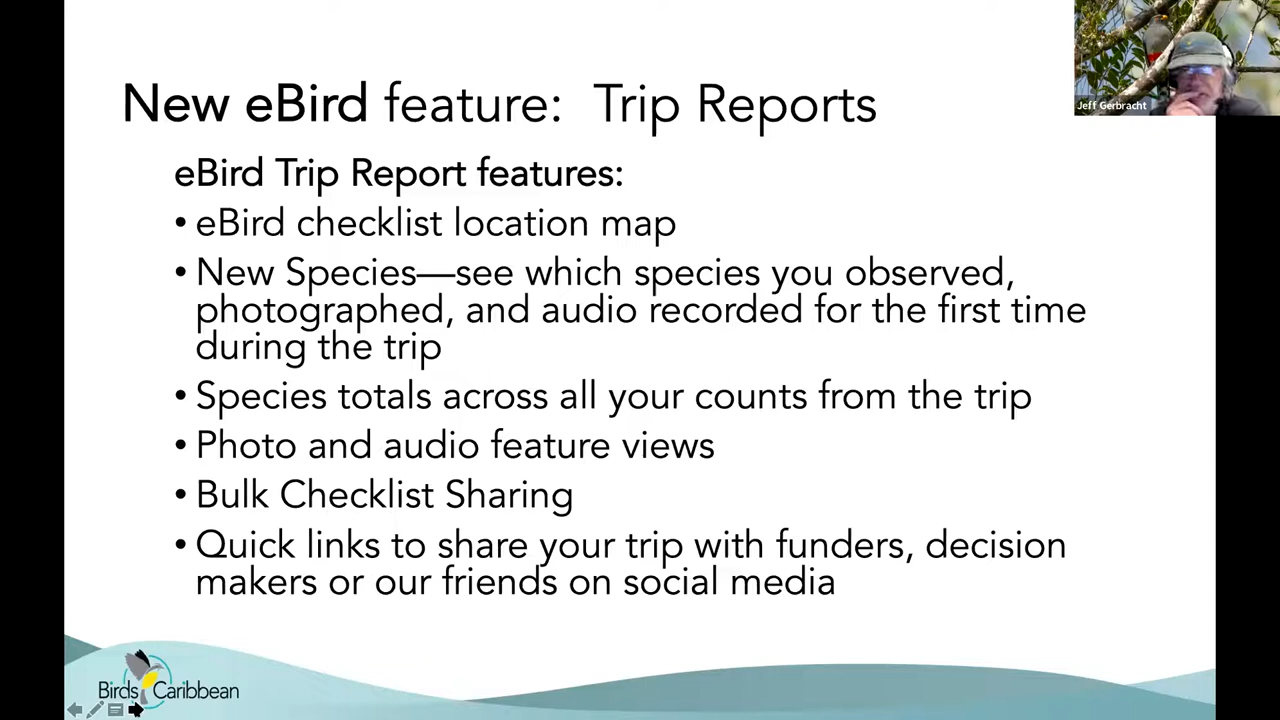 Jeff Gerbracht
New eBird feature:  Trip Reports
eBird Trip Report features:
• eBird checklist location map
• New Species—see which species you observed,
photographed, and audio recorded for the first time
during the trip
• Species totals across all your counts from the trip
• Photo and audio feature views
• Bulk Checklist Sharing
• Quick links to share your trip with funders, decision
makers or our friends on social media
BirdsCaribbean